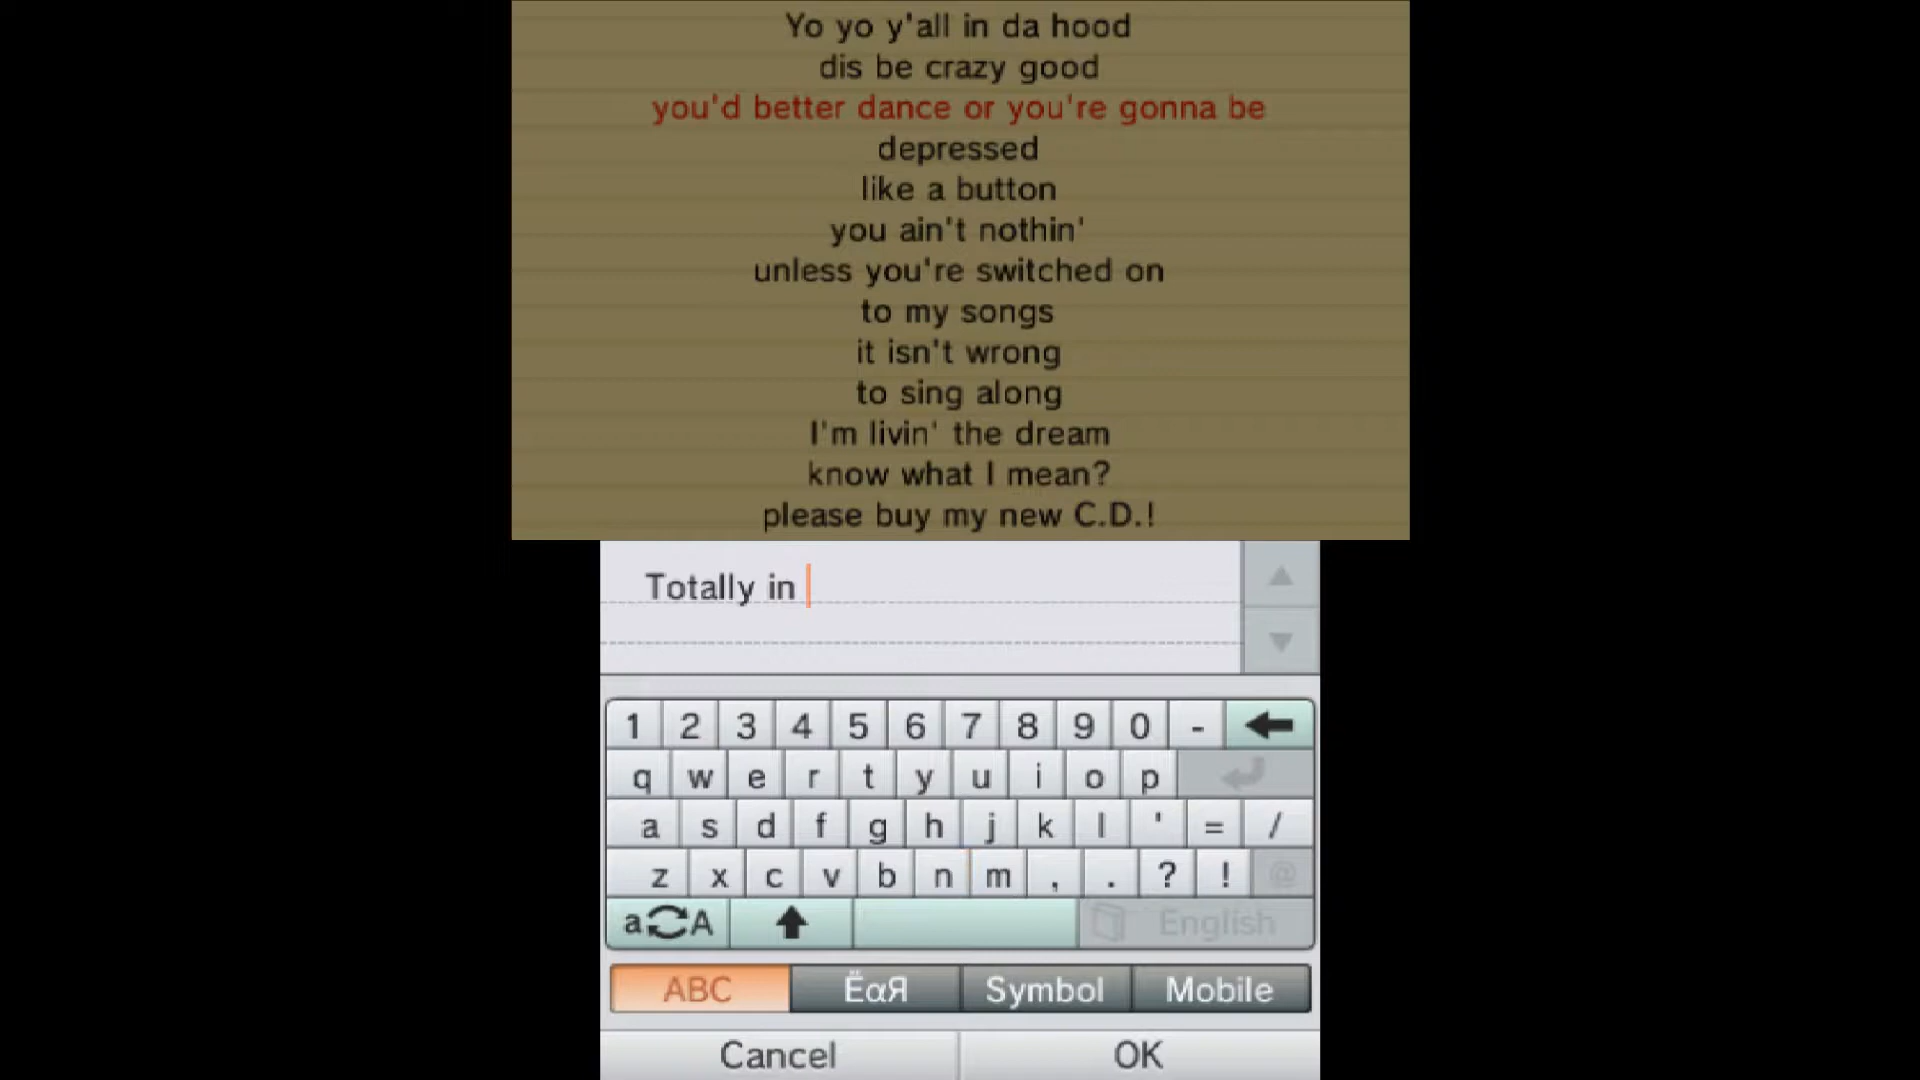 Yo yo y'all in da hood
dis be crazy good
you'd better dance or you're gonna be
depressed
like a button
you ain't nothin'
unless you're switched on
to my songs
it isn't wrong
to sing along
I'm livin' the dream
know what I mean?
please buy my new C.D.!
Totally in
1 2 3 4 5 6 7 8 9 0 -
q w e r t y u i o p
a s d f g h j k l ' = /
z x c v b n m , . ? ! @
a A English
ABC ËαЯ Symbol Mobile
Cancel OK